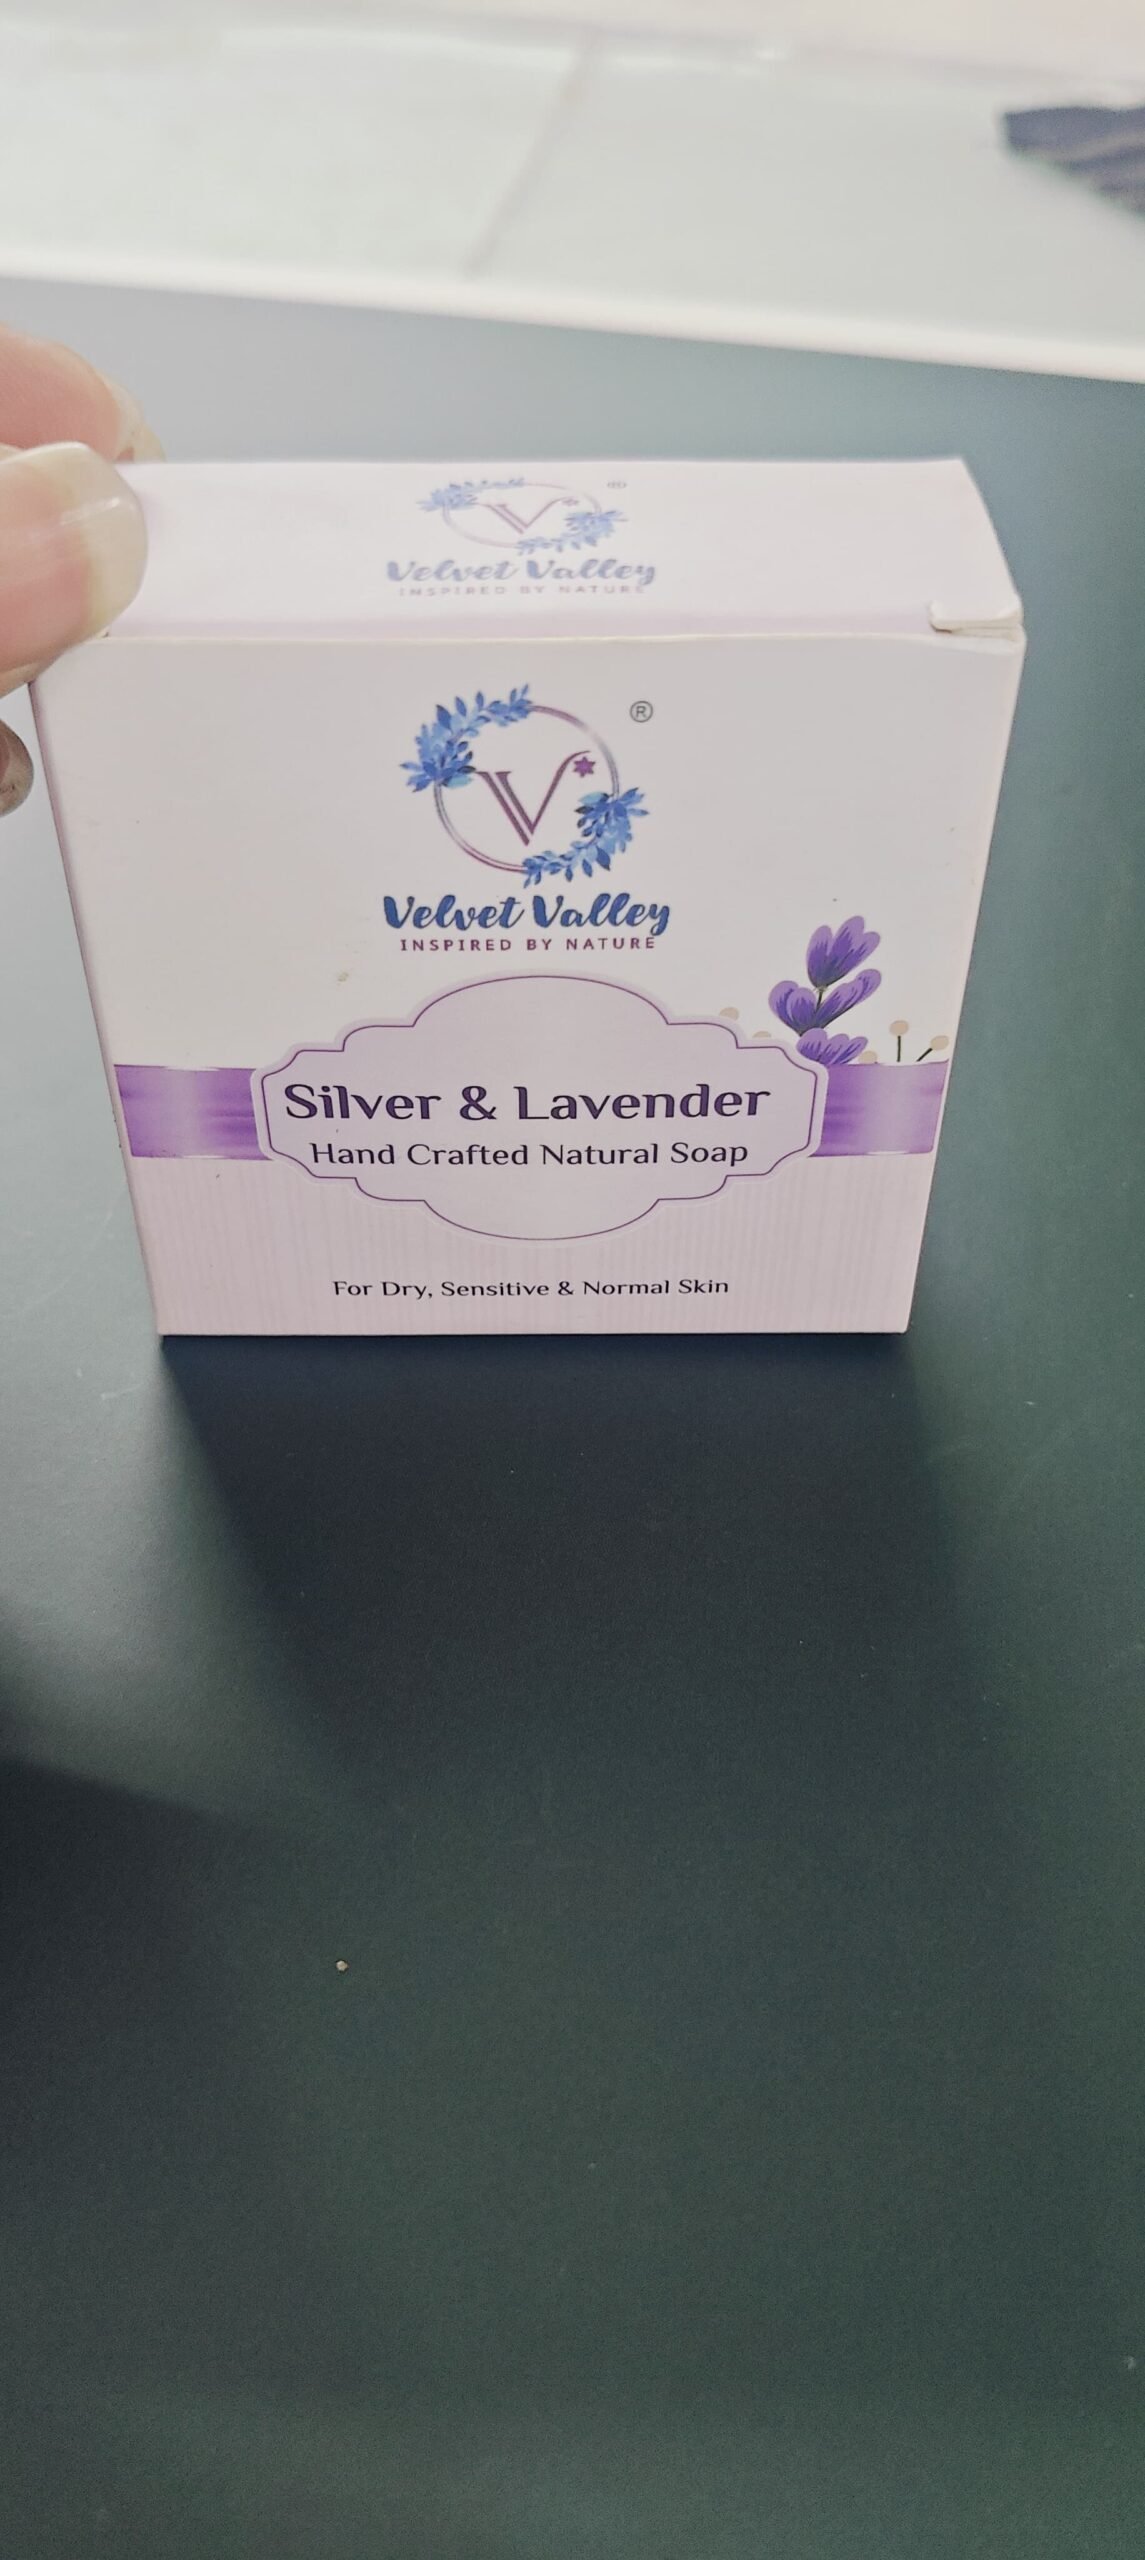 V
®
Velvet Valley
INSPIRED BY NATURE
V
®
Velvet Valley
INSPIRED BY NATURE
Silver & Lavender
Hand Crafted Natural Soap
For Dry, Sensitive & Normal Skin